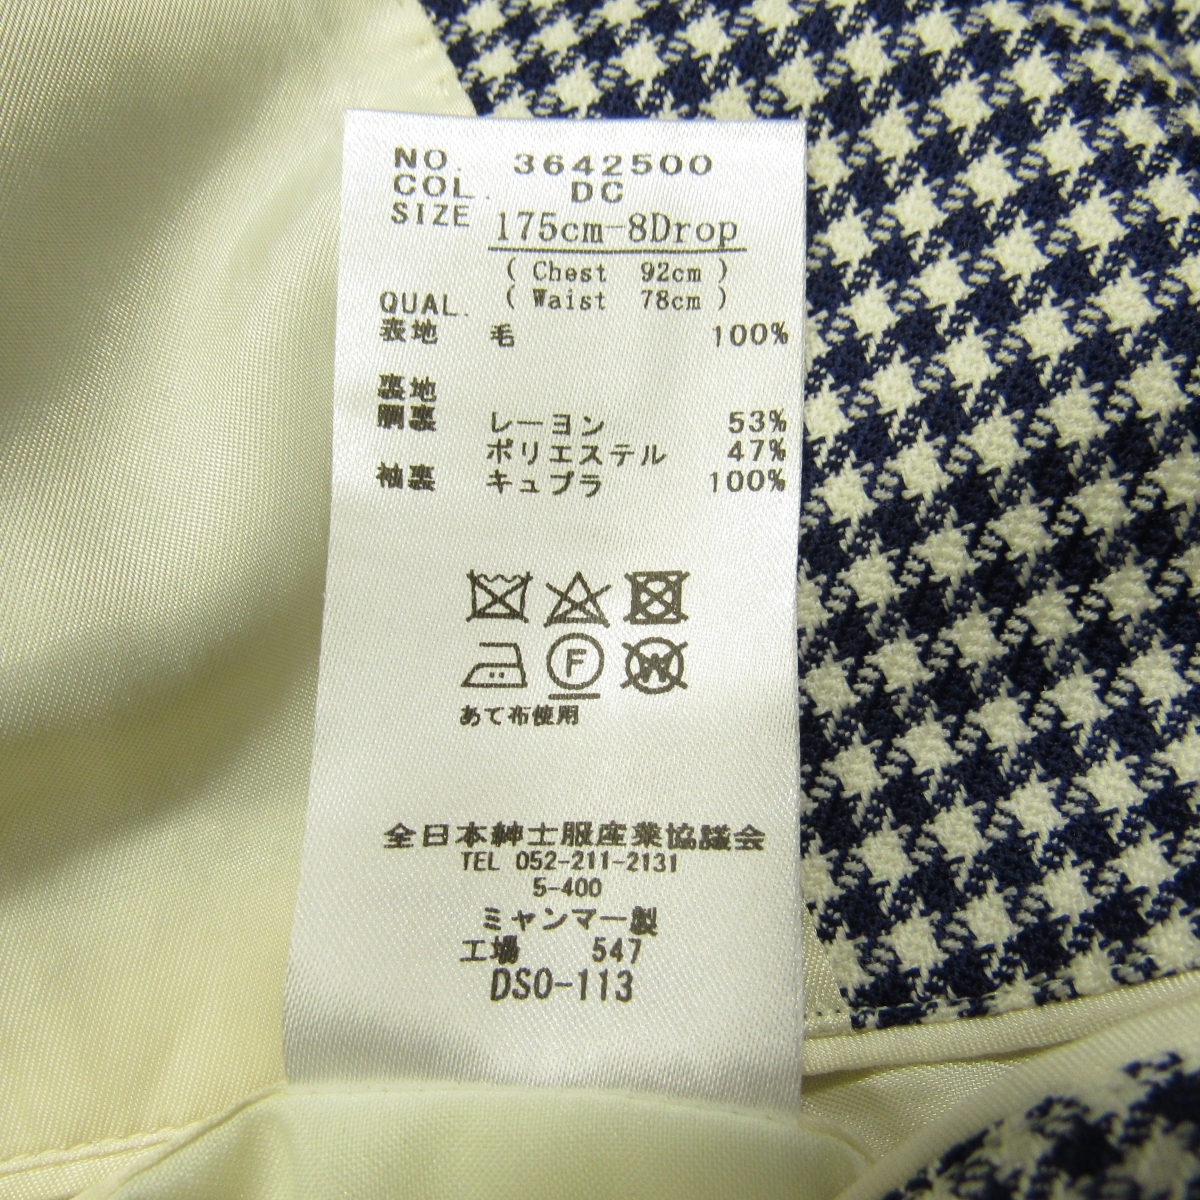 NO. 3642500
COL. DC
SIZE 175cm-8Drop
( Chest 92cm )
( Waist 78cm )
QUAL.
表地 毛 100%
裏地
胴裏 レーヨン 53%
ポリエステル 47%
袖裏 キュプラ 100%
F W
あて布使用
全日本紳士服産業協議会
TEL 052-211-2131
5-400
ミャンマー製
工場 547
DSO-113